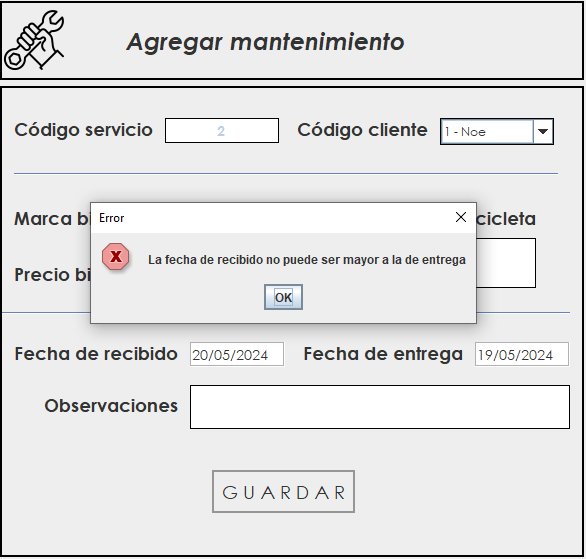 Agregar mantenimiento
Código servicio 2 Código cliente 1 - Noe
Marca bi cicleta
Error
La fecha de recibido no puede ser mayor a la de entrega
Precio bi
OK
Fecha de recibido 20/05/2024 Fecha de entrega 19/05/2024
Observaciones
GUARDAR